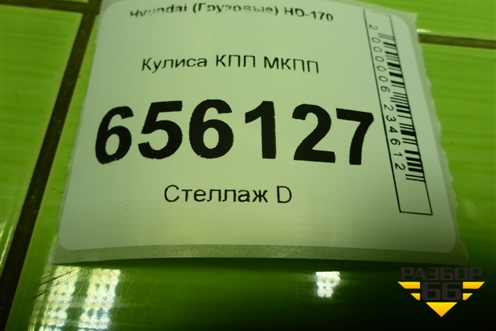 Hyundai (Грузовые) HD-170
Кулиса КПП МКПП
656127
Стеллаж D
2000006234612
РАЗБОР
66